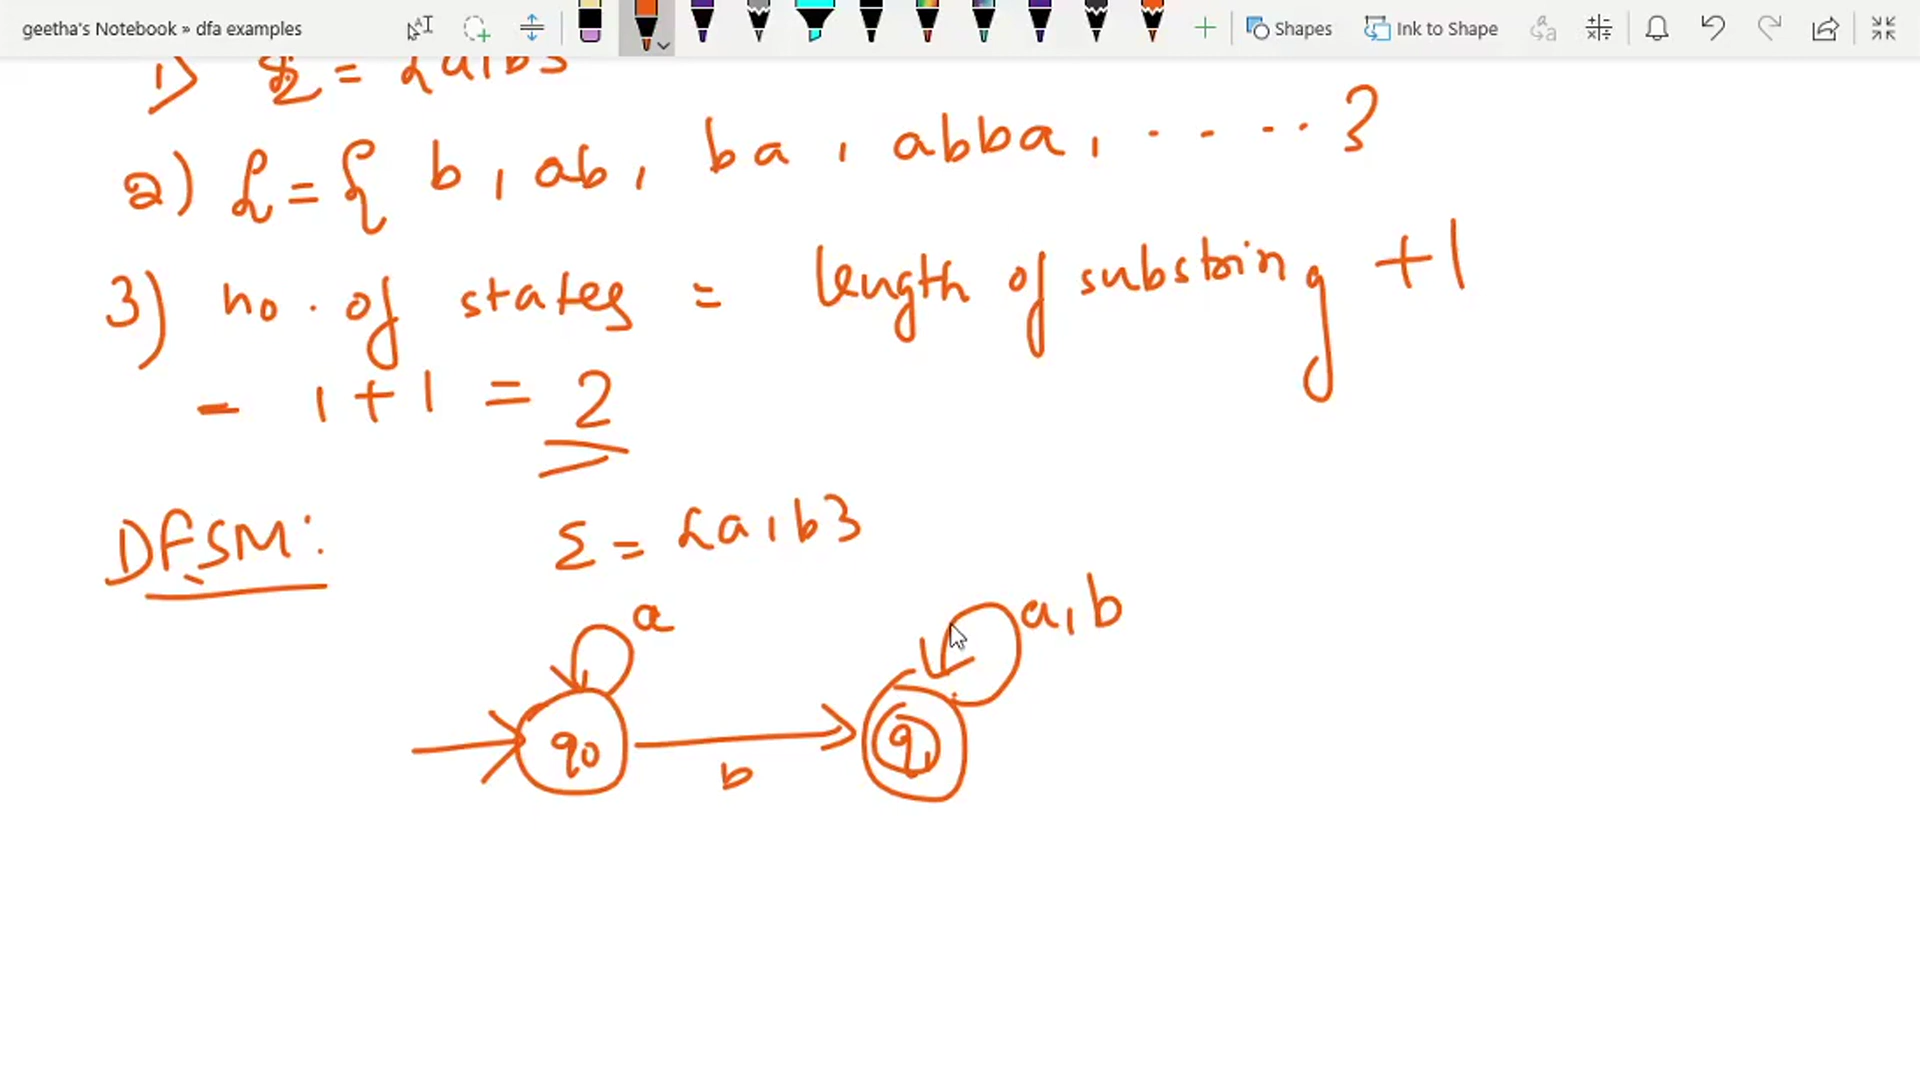 geetha's Notebook » dfa examples
Shapes
Ink to Shape
1) Σ = {a,b}
2) L = { b, ab, ba, abba, ..... }
3) no. of states = length of substring +1
- 1+1 = 2
DFSM: Σ = {a,b}
a
a,b
q0
q1
b